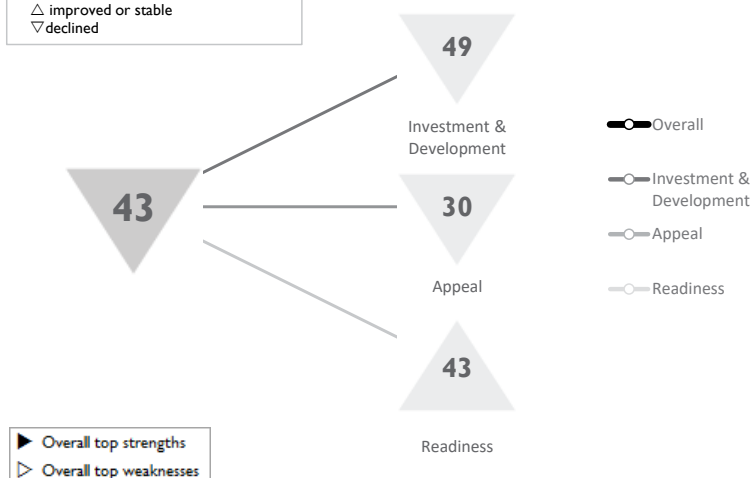 △ improved or stable
▽ declined
49
Investment &
Development
43
30
Appeal
43
Readiness
Overall
Investment &
Development
Appeal
Readiness
▶ Overall top strengths
▷ Overall top weaknesses